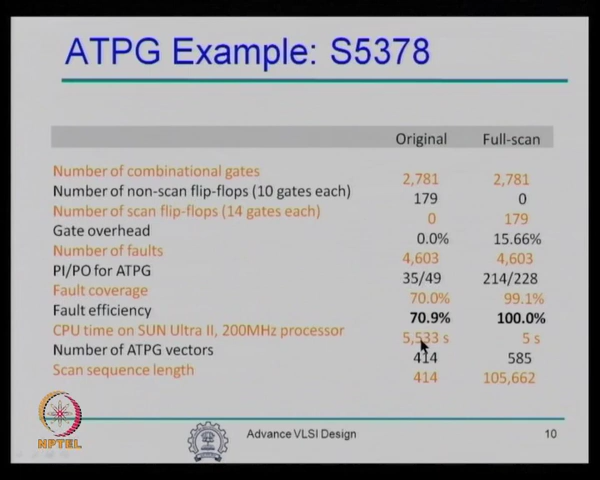 ATPG Example: S5378
Original Full-scan
Number of combinational gates 2,781 2,781
Number of non-scan flip-flops (10 gates each) 179 0
Number of scan flip-flops (14 gates each) 0 179
Gate overhead 0.0% 15.66%
Number of faults 4,603 4,603
PI/PO for ATPG 35/49 214/228
Fault coverage 70.0% 99.1%
Fault efficiency 70.9% 100.0%
CPU time on SUN Ultra II, 200MHz processor 5,533 s 5 s
Number of ATPG vectors 414 585
Scan sequence length 414 105,662
NPTEL
Advance VLSI Design 10